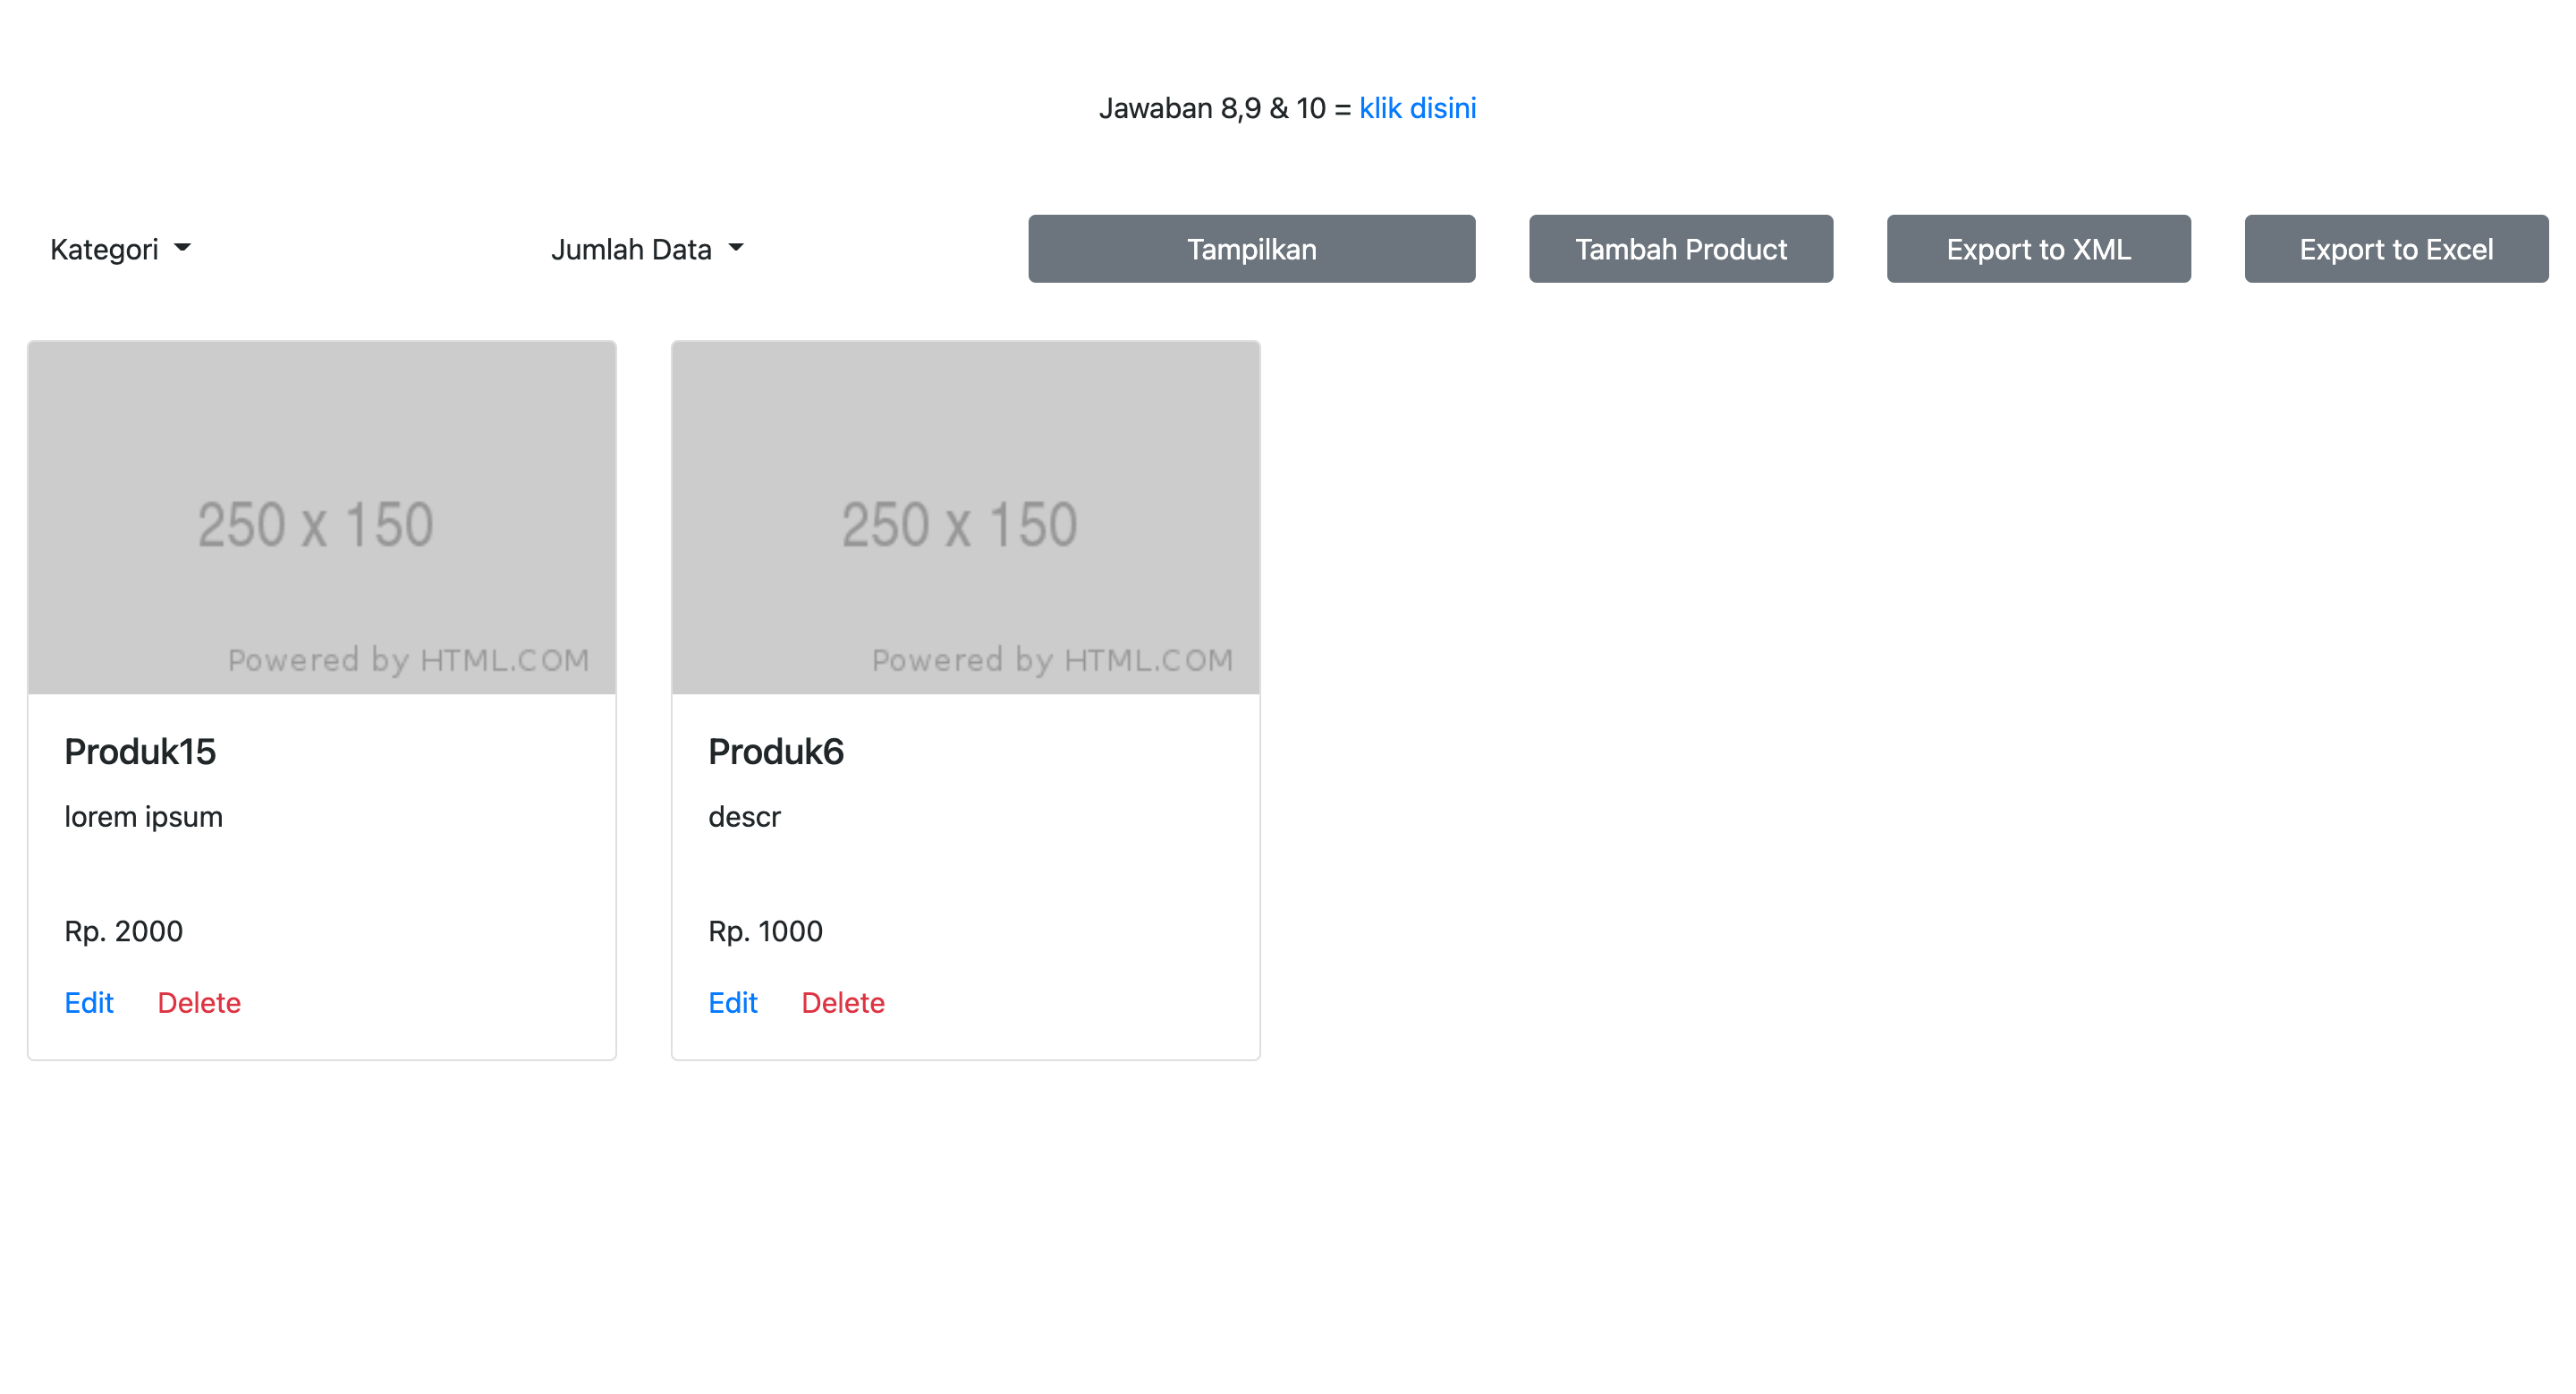 Jawaban 8,9 & 10 = klik disini
Kategori
Jumlah Data
Tampilkan
Tambah Product
Export to XML
Export to Excel
250 x 150
Powered by HTML.COM
Produk15
lorem ipsum
Rp. 2000
Edit Delete
250 x 150
Powered by HTML.COM
Produk6
descr
Rp. 1000
Edit Delete